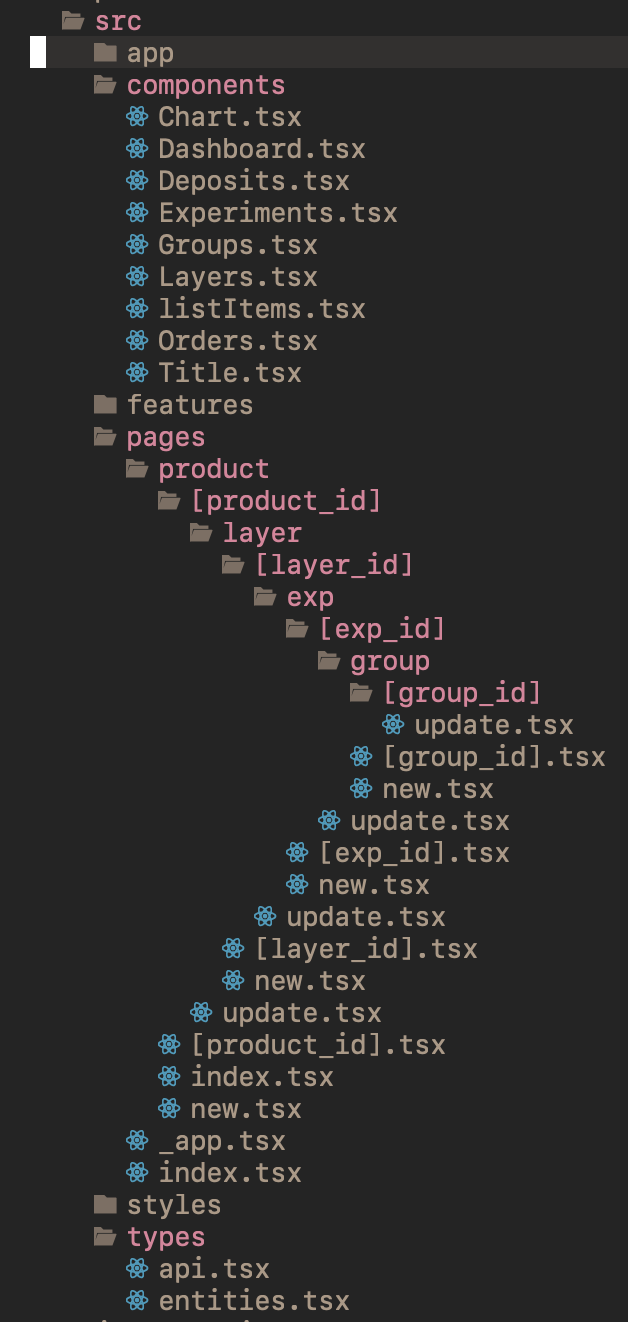 src
app
components
Chart.tsx
Dashboard.tsx
Deposits.tsx
Experiments.tsx
Groups.tsx
Layers.tsx
listItems.tsx
Orders.tsx
Title.tsx
features
pages
product
[product_id]
layer
[layer_id]
exp
[exp_id]
group
[group_id]
update.tsx
[group_id].tsx
new.tsx
update.tsx
[exp_id].tsx
new.tsx
update.tsx
[layer_id].tsx
new.tsx
update.tsx
[product_id].tsx
index.tsx
new.tsx
_app.tsx
index.tsx
styles
types
api.tsx
entities.tsx